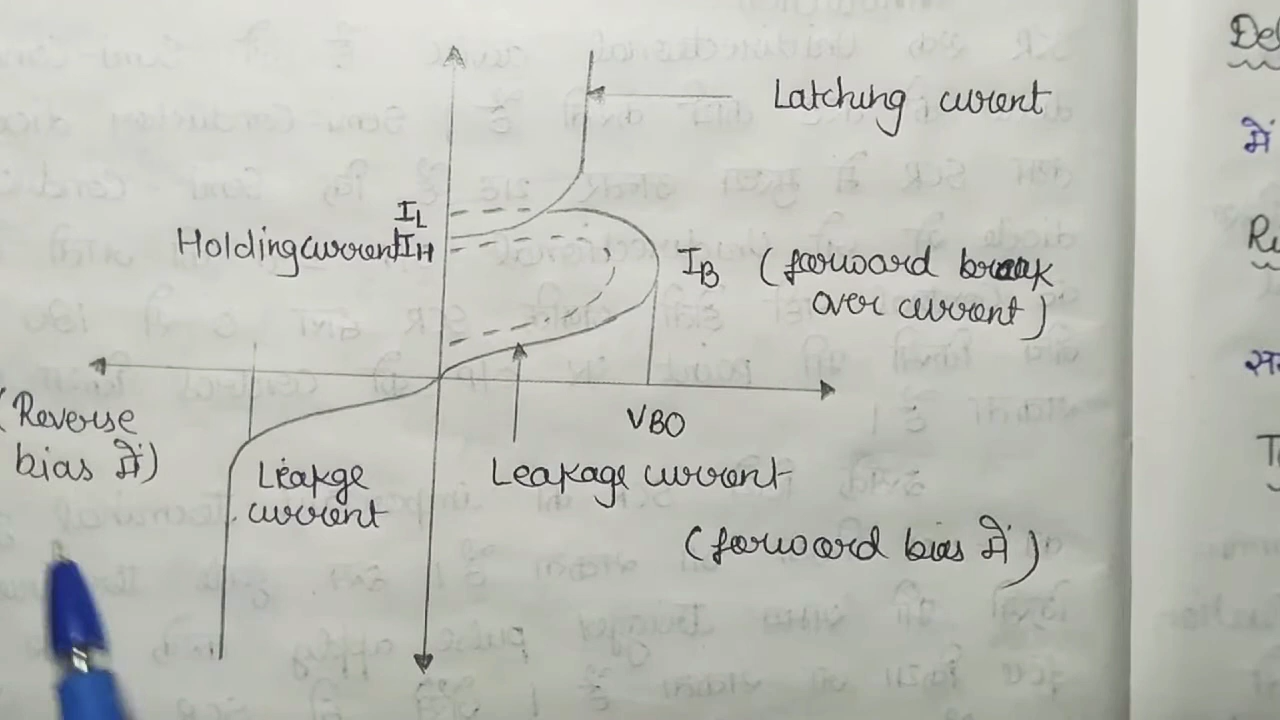 Latching current
IL
Holding current IH
IB (forward break
over current)
(Reverse
bias में)
VBO
Leakge
current
Leakage current
(forward bias में)
में